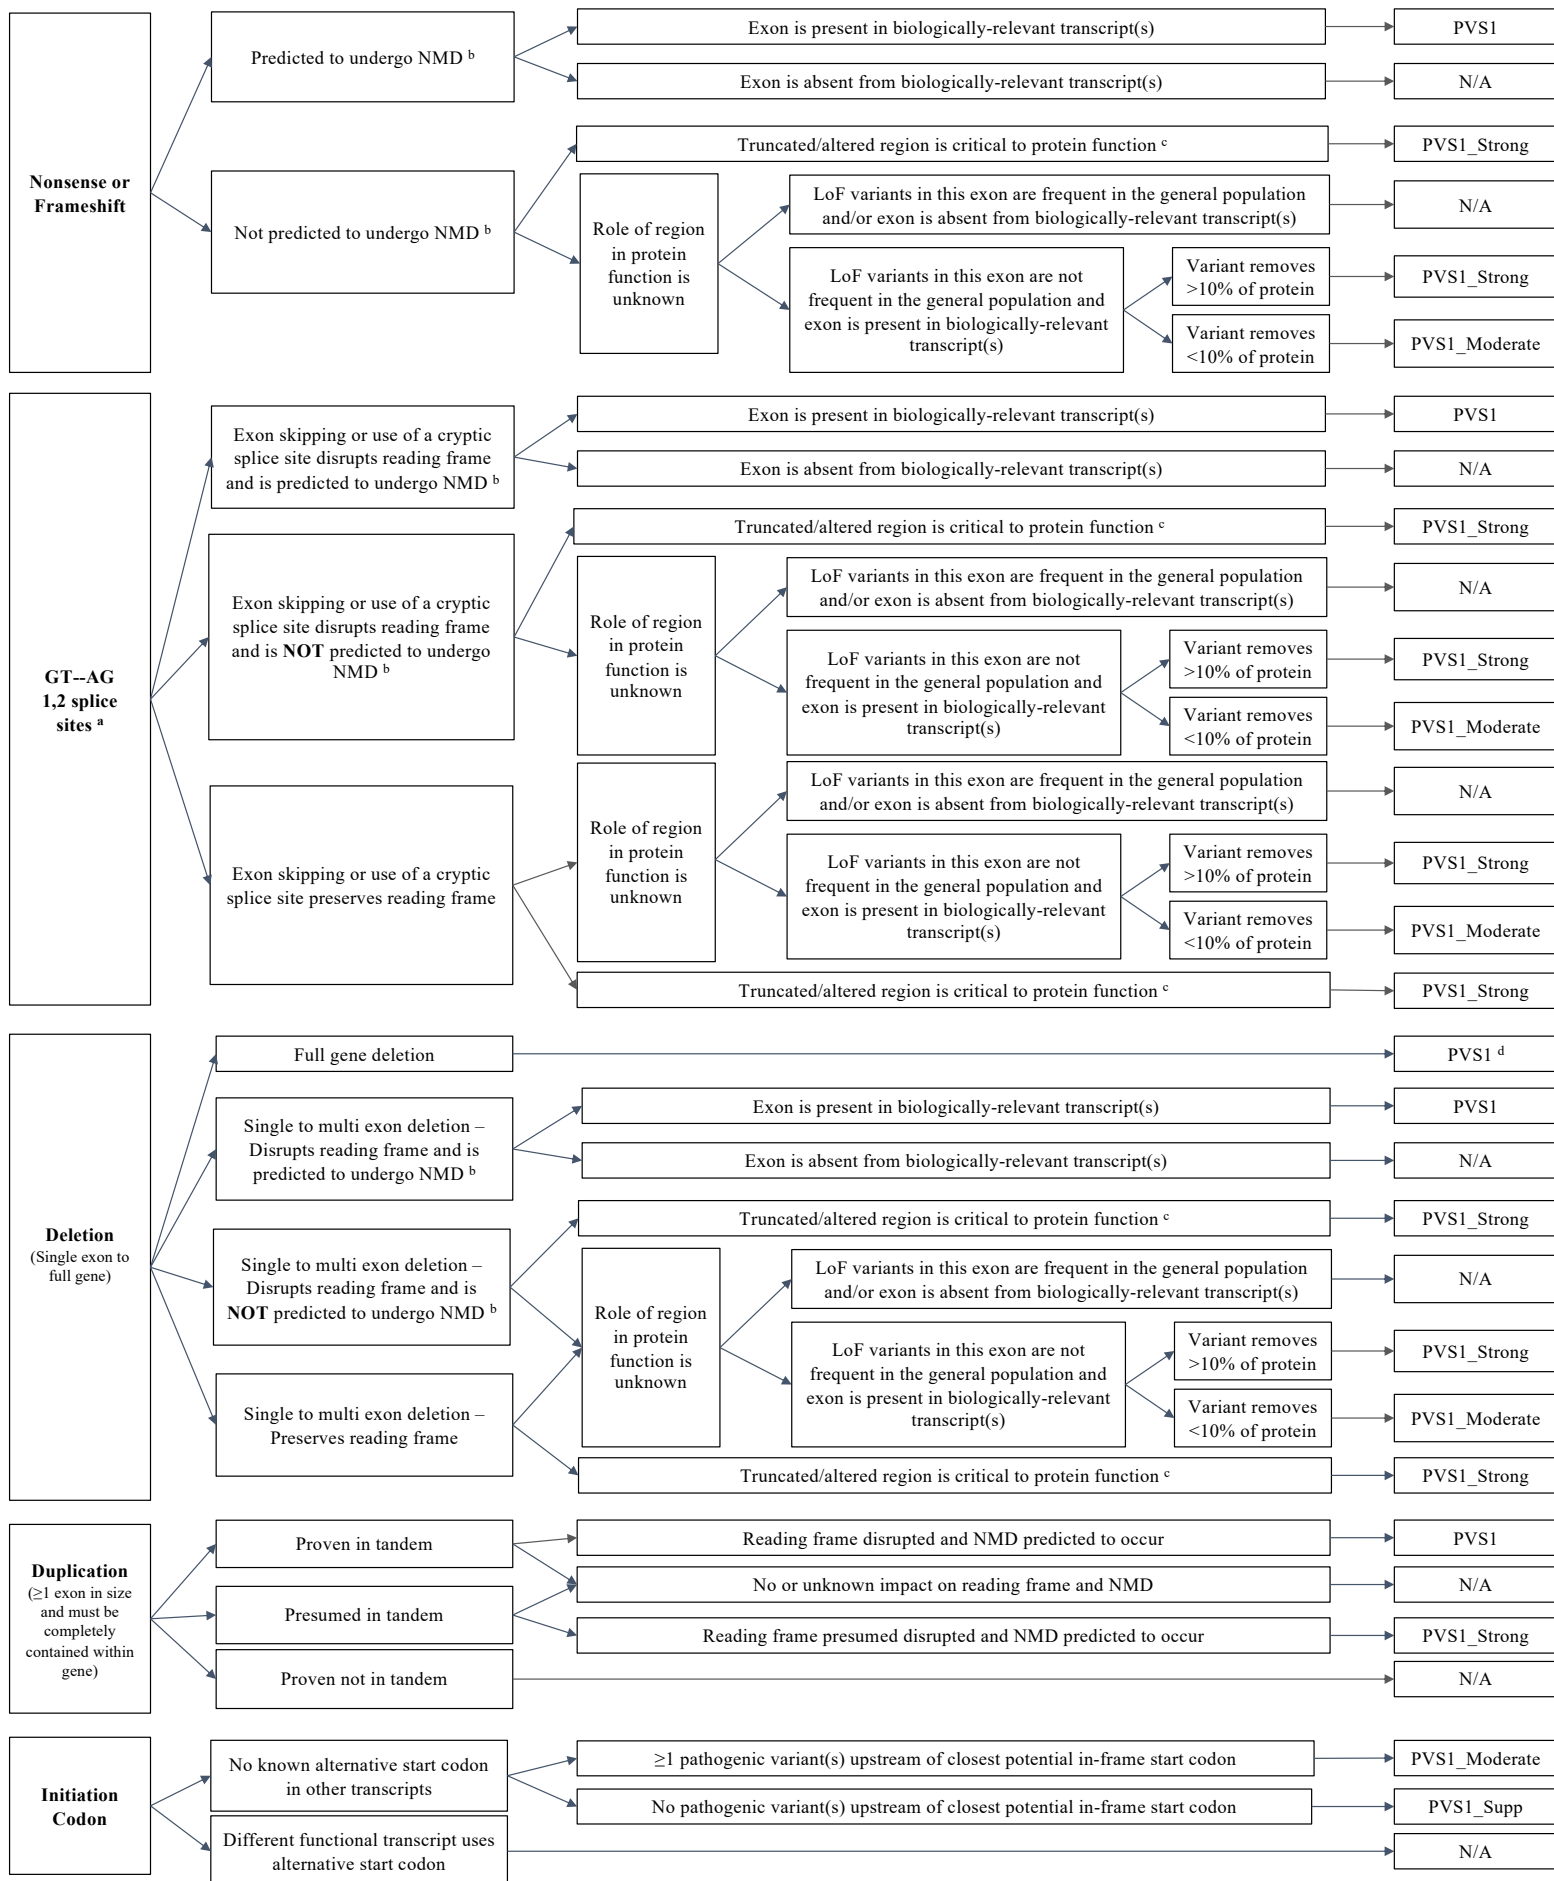 Nonsense or
Frameshift
Predicted to undergo NMD b
Exon is present in biologically-relevant transcript(s)
PVS1
Exon is absent from biologically-relevant transcript(s)
N/A
Not predicted to undergo NMD b
Truncated/altered region is critical to protein function c
PVS1_Strong
Role of region
in protein
function is
unknown
LoF variants in this exon are frequent in the general population
and/or exon is absent from biologically-relevant transcript(s)
N/A
LoF variants in this exon are not
frequent in the general population and
exon is present in biologically-relevant
transcript(s)
Variant removes
>10% of protein
PVS1_Strong
Variant removes
<10% of protein
PVS1_Moderate
GT--AG
1,2 splice
sites a
Exon skipping or use of a cryptic
splice site disrupts reading frame
and is predicted to undergo NMD b
Exon is present in biologically-relevant transcript(s)
PVS1
Exon is absent from biologically-relevant transcript(s)
N/A
Exon skipping or use of a cryptic
splice site disrupts reading frame
and is NOT predicted to undergo
NMD b
Truncated/altered region is critical to protein function c
PVS1_Strong
Role of region
in protein
function is
unknown
LoF variants in this exon are frequent in the general population
and/or exon is absent from biologically-relevant transcript(s)
N/A
LoF variants in this exon are not
frequent in the general population and
exon is present in biologically-relevant
transcript(s)
Variant removes
>10% of protein
PVS1_Strong
Variant removes
<10% of protein
PVS1_Moderate
Exon skipping or use of a cryptic
splice site preserves reading frame
Role of region
in protein
function is
unknown
LoF variants in this exon are frequent in the general population
and/or exon is absent from biologically-relevant transcript(s)
N/A
LoF variants in this exon are not
frequent in the general population and
exon is present in biologically-relevant
transcript(s)
Variant removes
>10% of protein
PVS1_Strong
Variant removes
<10% of protein
PVS1_Moderate
Truncated/altered region is critical to protein function c
PVS1_Strong
Deletion
(Single exon to
full gene)
Full gene deletion
PVS1 d
Single to multi exon deletion –
Disrupts reading frame and is
predicted to undergo NMD b
Exon is present in biologically-relevant transcript(s)
PVS1
Exon is absent from biologically-relevant transcript(s)
N/A
Single to multi exon deletion –
Disrupts reading frame and is
NOT predicted to undergo NMD b
Truncated/altered region is critical to protein function c
PVS1_Strong
Role of region
in protein
function is
unknown
LoF variants in this exon are frequent in the general population
and/or exon is absent from biologically-relevant transcript(s)
N/A
LoF variants in this exon are not
frequent in the general population and
exon is present in biologically-relevant
transcript(s)
Variant removes
>10% of protein
PVS1_Strong
Variant removes
<10% of protein
PVS1_Moderate
Single to multi exon deletion –
Preserves reading frame
Truncated/altered region is critical to protein function c
PVS1_Strong
Duplication
(≥1 exon in size
and must be
completely
contained within
gene)
Proven in tandem
Reading frame disrupted and NMD predicted to occur
PVS1
No or unknown impact on reading frame and NMD
N/A
Presumed in tandem
Reading frame presumed disrupted and NMD predicted to occur
PVS1_Strong
Proven not in tandem
N/A
Initiation
Codon
No known alternative start codon
in other transcripts
≥1 pathogenic variant(s) upstream of closest potential in-frame start codon
PVS1_Moderate
No pathogenic variant(s) upstream of closest potential in-frame start codon
PVS1_Supp
Different functional transcript uses
alternative start codon
N/A